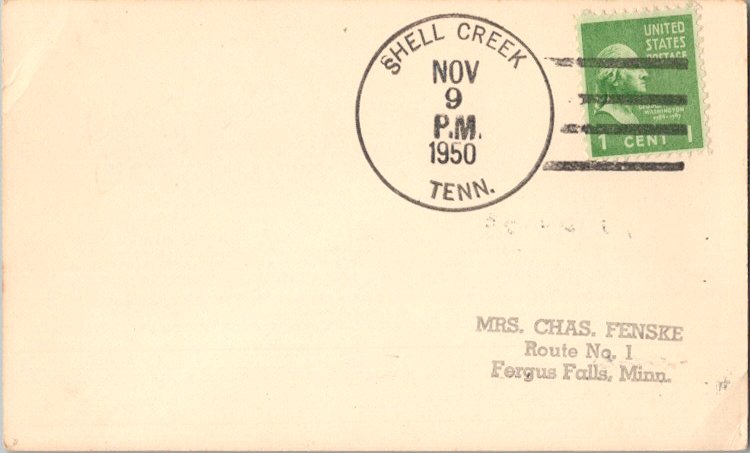 SHELL CREEK
NOV
9
P.M.
1950
TENN.
UNITED
STATES
POSTAGE
WASHINGTON
1 CENT 1
MRS. CHAS. FENSKE
Route No. 1
Fergus Falls, Minn.